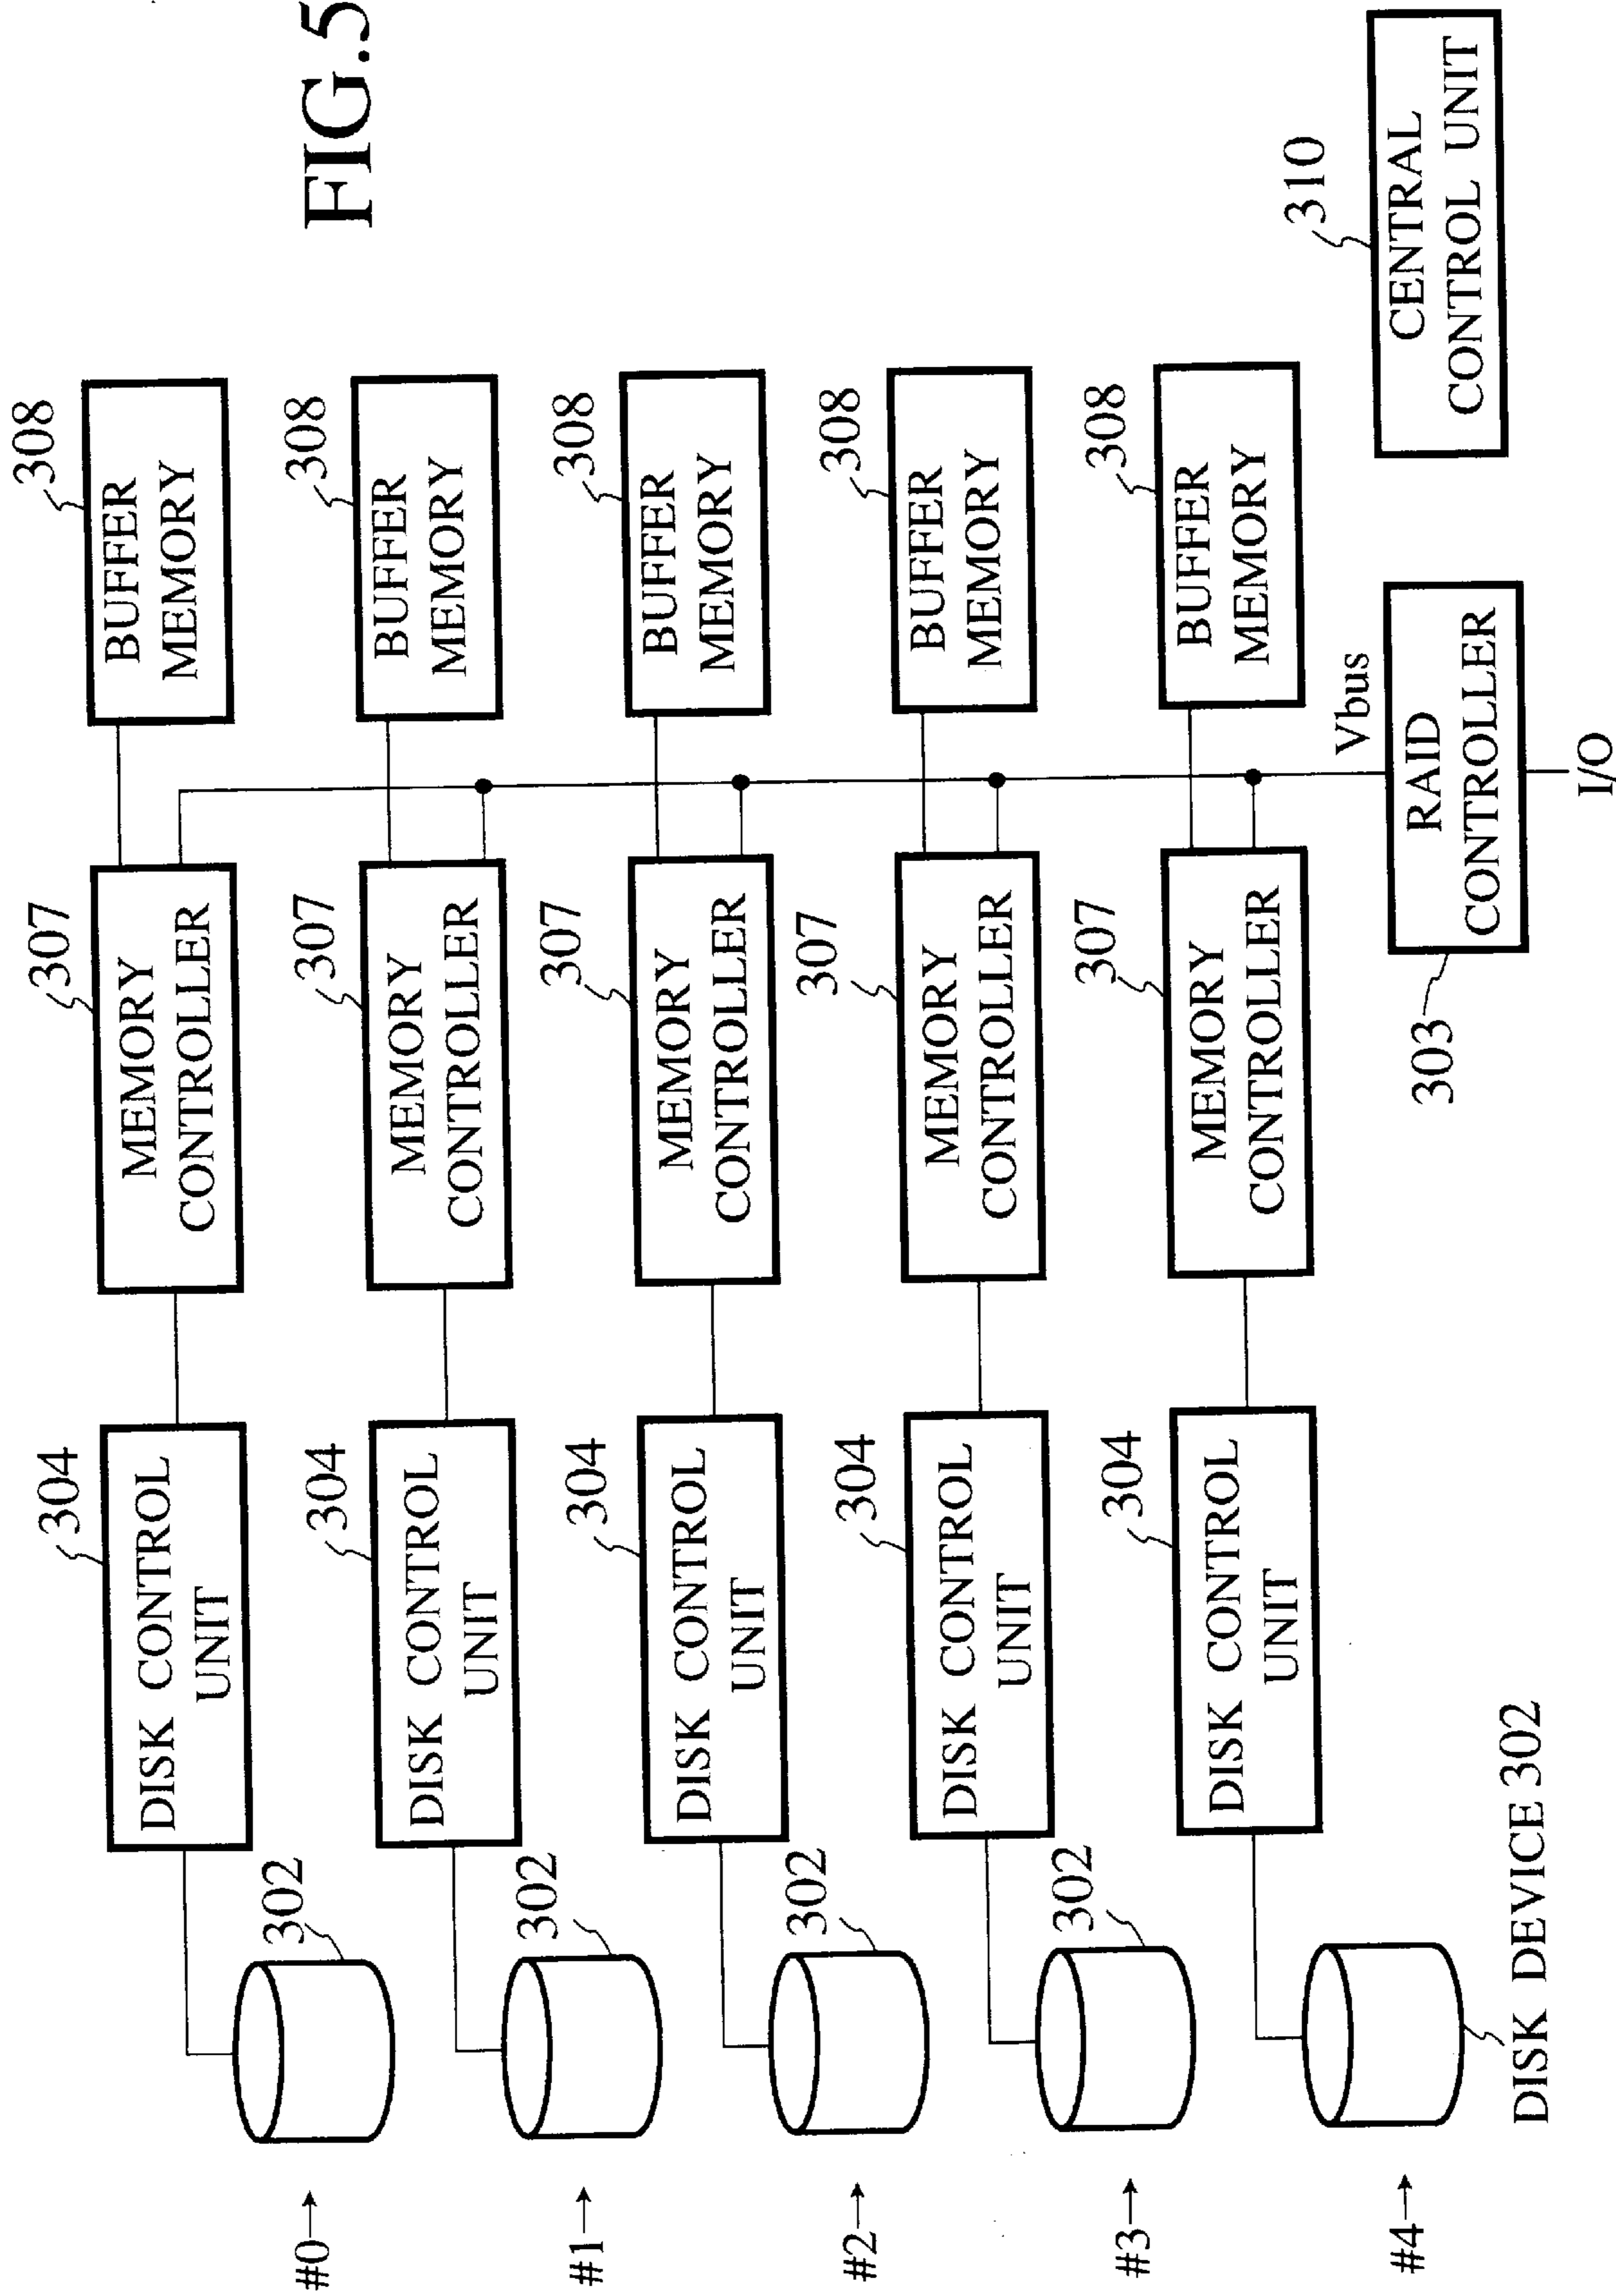 FIG.5
308
BUFFER
MEMORY
307
MEMORY
CONTROLLER
304
DISK CONTROL
UNIT
302
#0→
308
BUFFER
MEMORY
307
MEMORY
CONTROLLER
304
DISK CONTROL
UNIT
302
#1→
308
BUFFER
MEMORY
307
MEMORY
CONTROLLER
304
DISK CONTROL
UNIT
302
#2→
308
BUFFER
MEMORY
307
MEMORY
CONTROLLER
304
DISK CONTROL
UNIT
302
#3→
308
BUFFER
MEMORY
307
MEMORY
CONTROLLER
304
DISK CONTROL
UNIT
DISK DEVICE 302
#4→
Vbus
RAID
CONTROLLER
303
I/O
310
CENTRAL
CONTROL UNIT